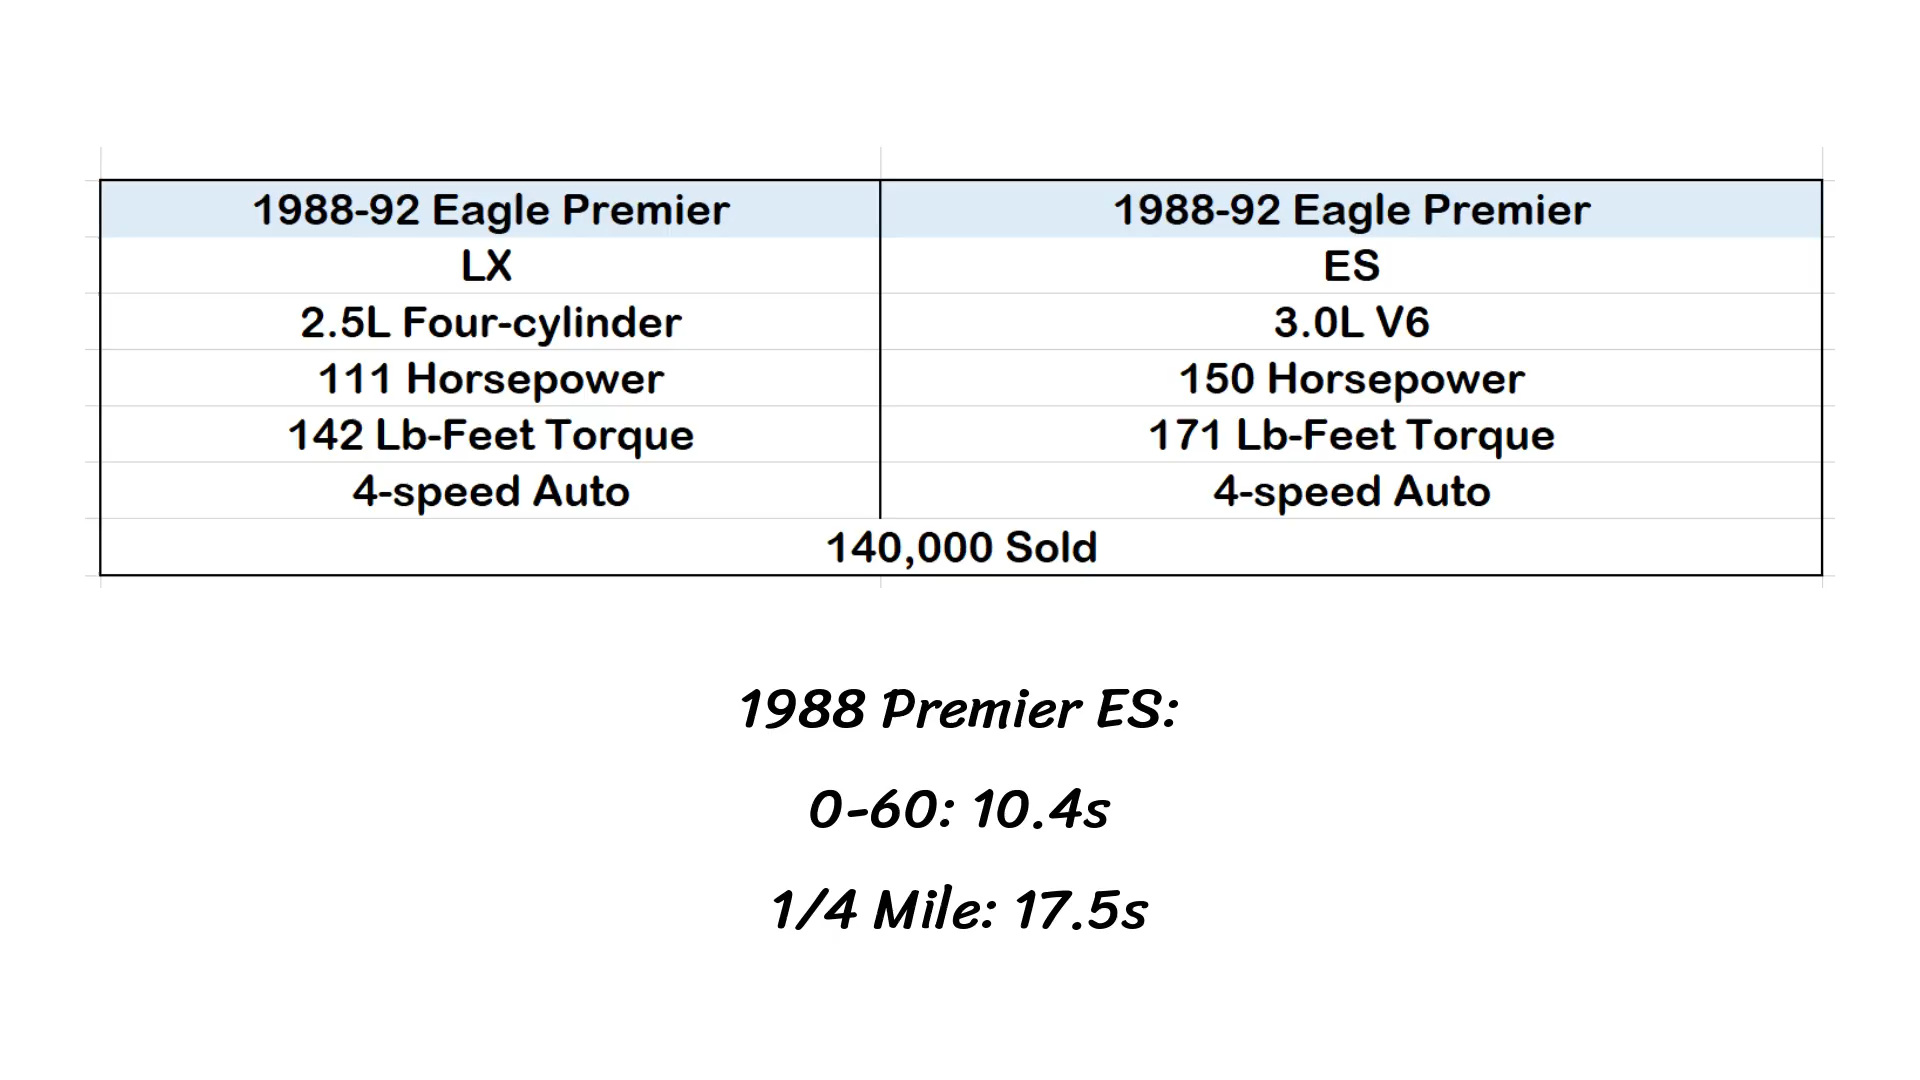 1988-92 Eagle Premier 1988-92 Eagle Premier
LX ES
2.5L Four-cylinder 3.0L V6
111 Horsepower 150 Horsepower
142 Lb-Feet Torque 171 Lb-Feet Torque
4-speed Auto 4-speed Auto
140,000 Sold
1988 Premier ES:
0-60: 10.4s
1/4 Mile: 17.5s